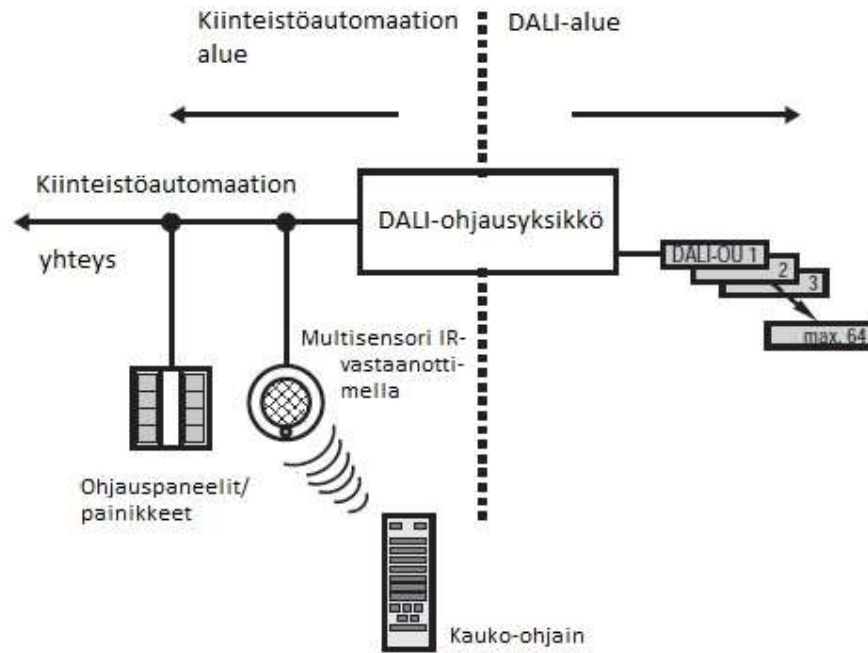 Kiinteistöautomaation
alue
DALI-alue
Kiinteistöautomaation
yhteys
DALI-ohjausyksikkö
DALI-OU 1
2
3
max. 64
Multisensori IR-
vastaanotti-
mella
Ohjauspaneelit/
painikkeet
Kauko-ohjain